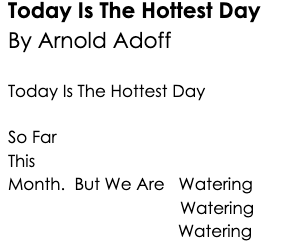 Today Is The Hottest Day
By Arnold Adoff
Today Is The Hottest Day
So Far
This
Month. But We Are Watering
Watering
Watering